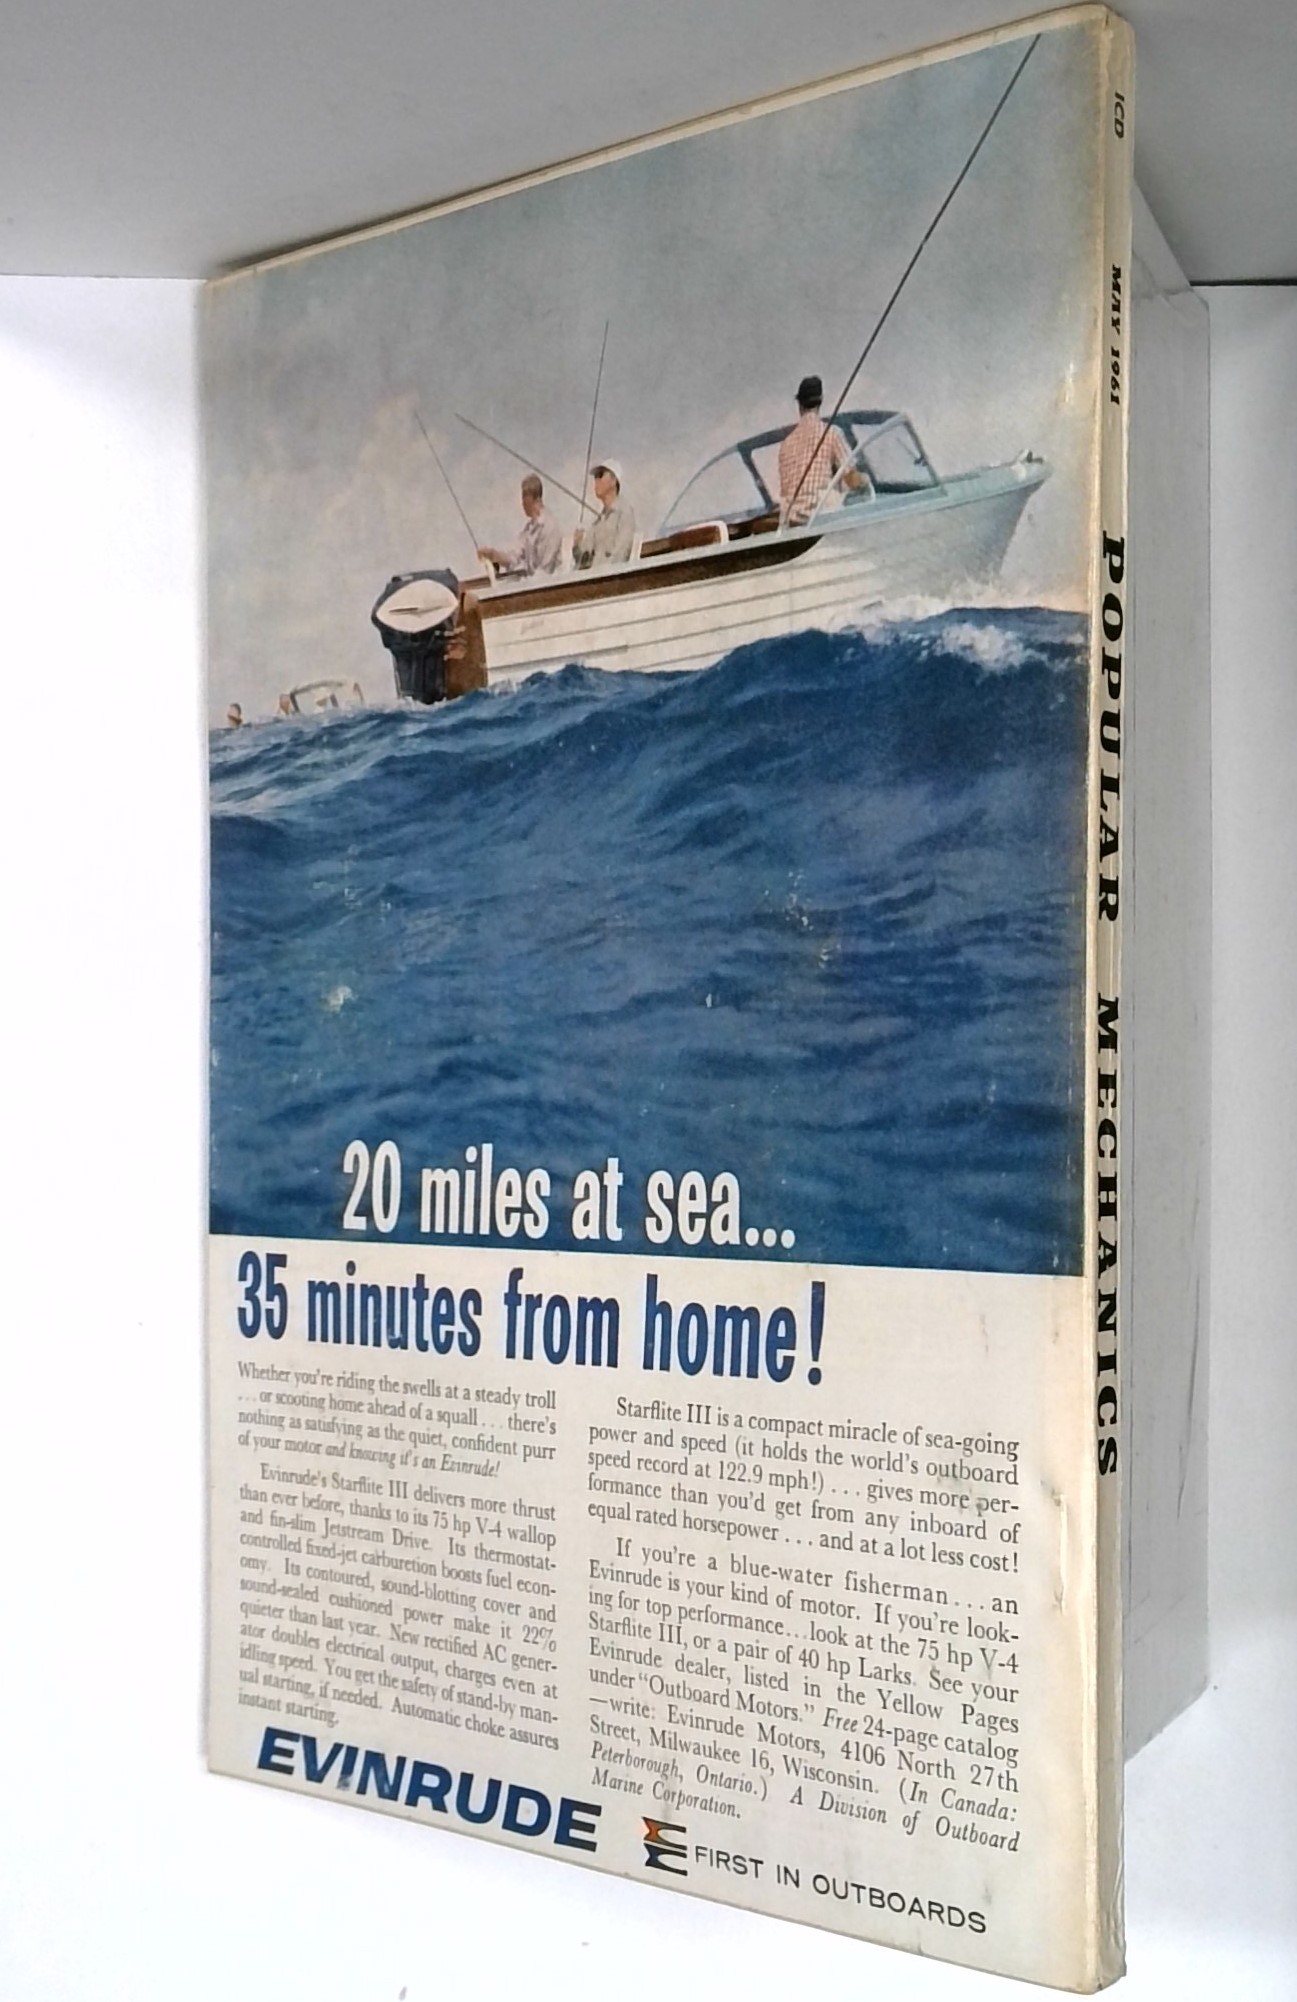 20 miles at sea...
35 minutes from home!
Whether you're riding the swells at a steady troll
... or scooting home ahead of a squall ... there's
nothing as satisfying as the quiet, confident purr
of your motor and knowing it's an Evinrude!
Evinrude's Starflite III delivers more thrust
than ever before, thanks to its 75 hp V-4 wallop
and fin-slim Jetstream Drive. Its thermostat-
controlled fixed-jet carburetion boosts fuel econ-
omy. Its contoured, sound-blotting cover and
sound-sealed cushioned power make it 22%
quieter than last year. New rectified AC gener-
ator doubles electrical output, charges even at
idling speed. You get the safety of stand-by man-
ual starting, if needed. Automatic choke assures
instant starting.
Starflite III is a compact miracle of sea-going
power and speed (it holds the world's outboard
speed record at 122.9 mph!) ... gives more per-
formance than you'd get from any inboard of
equal rated horsepower ... and at a lot less cost!
If you're a blue-water fisherman ... an
Evinrude is your kind of motor. If you're look-
ing for top performance...look at the 75 hp V-4
Starflite III, or a pair of 40 hp Larks. See your
Evinrude dealer, listed in the Yellow Pages
under "Outboard Motors." Free 24-page catalog
—write: Evinrude Motors, 4106 North 27th
Street, Milwaukee 16, Wisconsin. (In Canada:
Peterborough, Ontario.) A Division of Outboard
Marine Corporation.
EVINRUDE
FIRST IN OUTBOARDS
ICD
MAY 1961
POPULAR MECHANICS